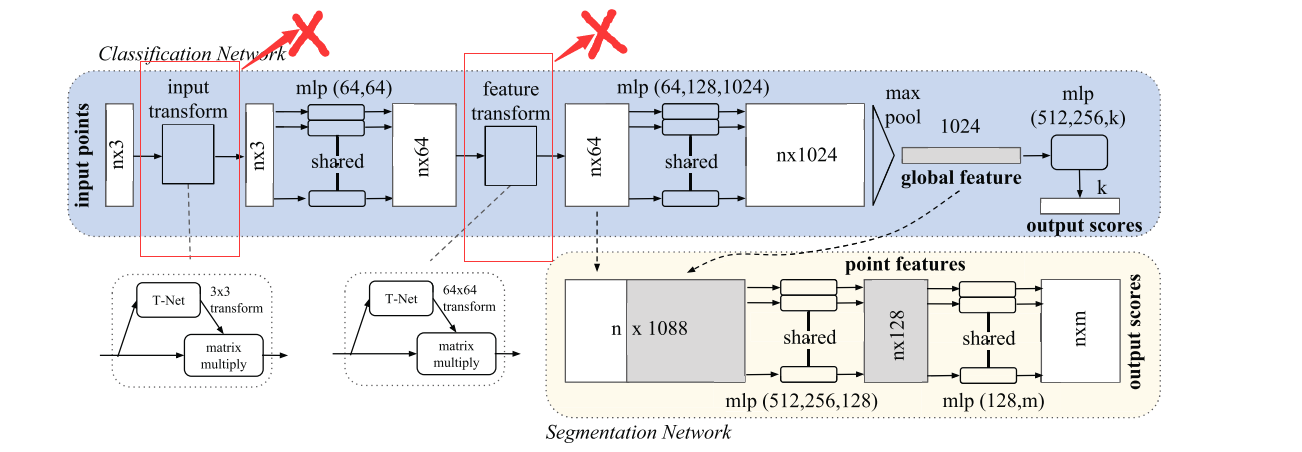 Classification Network
input points
nx3
input
transform
nx3
mlp (64,64)
shared
nx64
feature
transform
nx64
mlp (64,128,1024)
shared
nx1024
max
pool
1024
global feature
mlp
(512,256,k)
k
output scores
T-Net
3x3
transform
matrix
multiply
T-Net
64x64
transform
matrix
multiply
point features
n x 1088
shared
mlp (512,256,128)
nx128
shared
mlp (128,m)
nxm
output scores
Segmentation Network